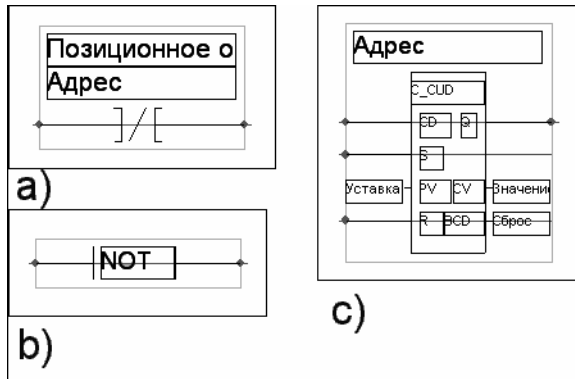 Позиционное о
Адрес
]/[
a)
NOT
b)
Адрес
C_CUD
CD Q
S
Уставка PV CV Значени
R BCD Сброс
c)